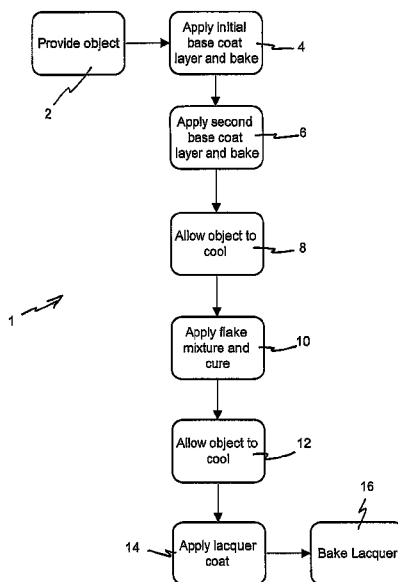 Provide object
2
Apply initial
base coat
layer and bake
4
Apply second
base coat
layer and bake
6
Allow object to
cool
8
1
Apply flake
mixture and
cure
10
Allow object to
cool
12
Apply lacquer
coat
14
16
Bake Lacquer